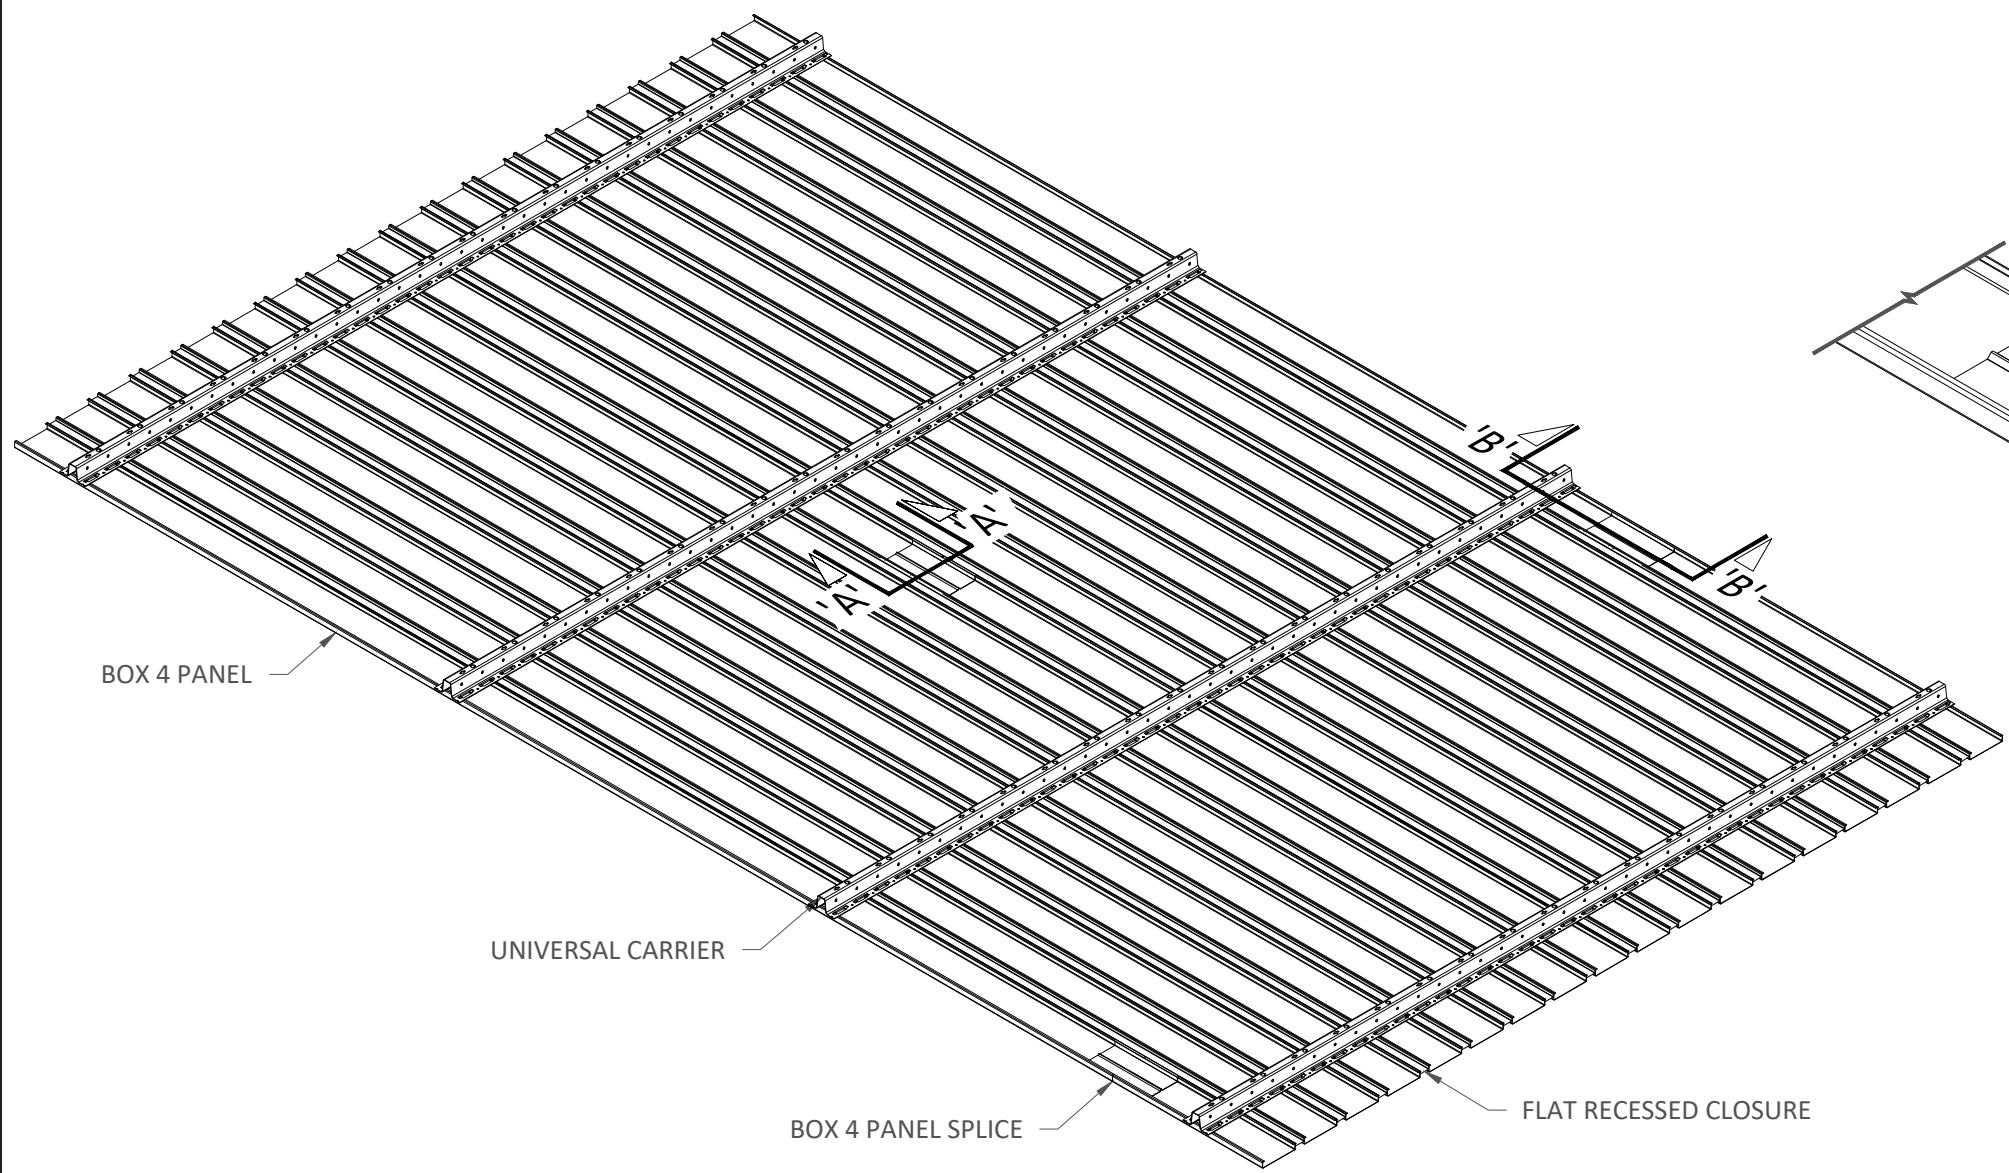 'B'
'A'
'A'
'B'
BOX 4 PANEL
UNIVERSAL CARRIER
BOX 4 PANEL SPLICE
FLAT RECESSED CLOSURE